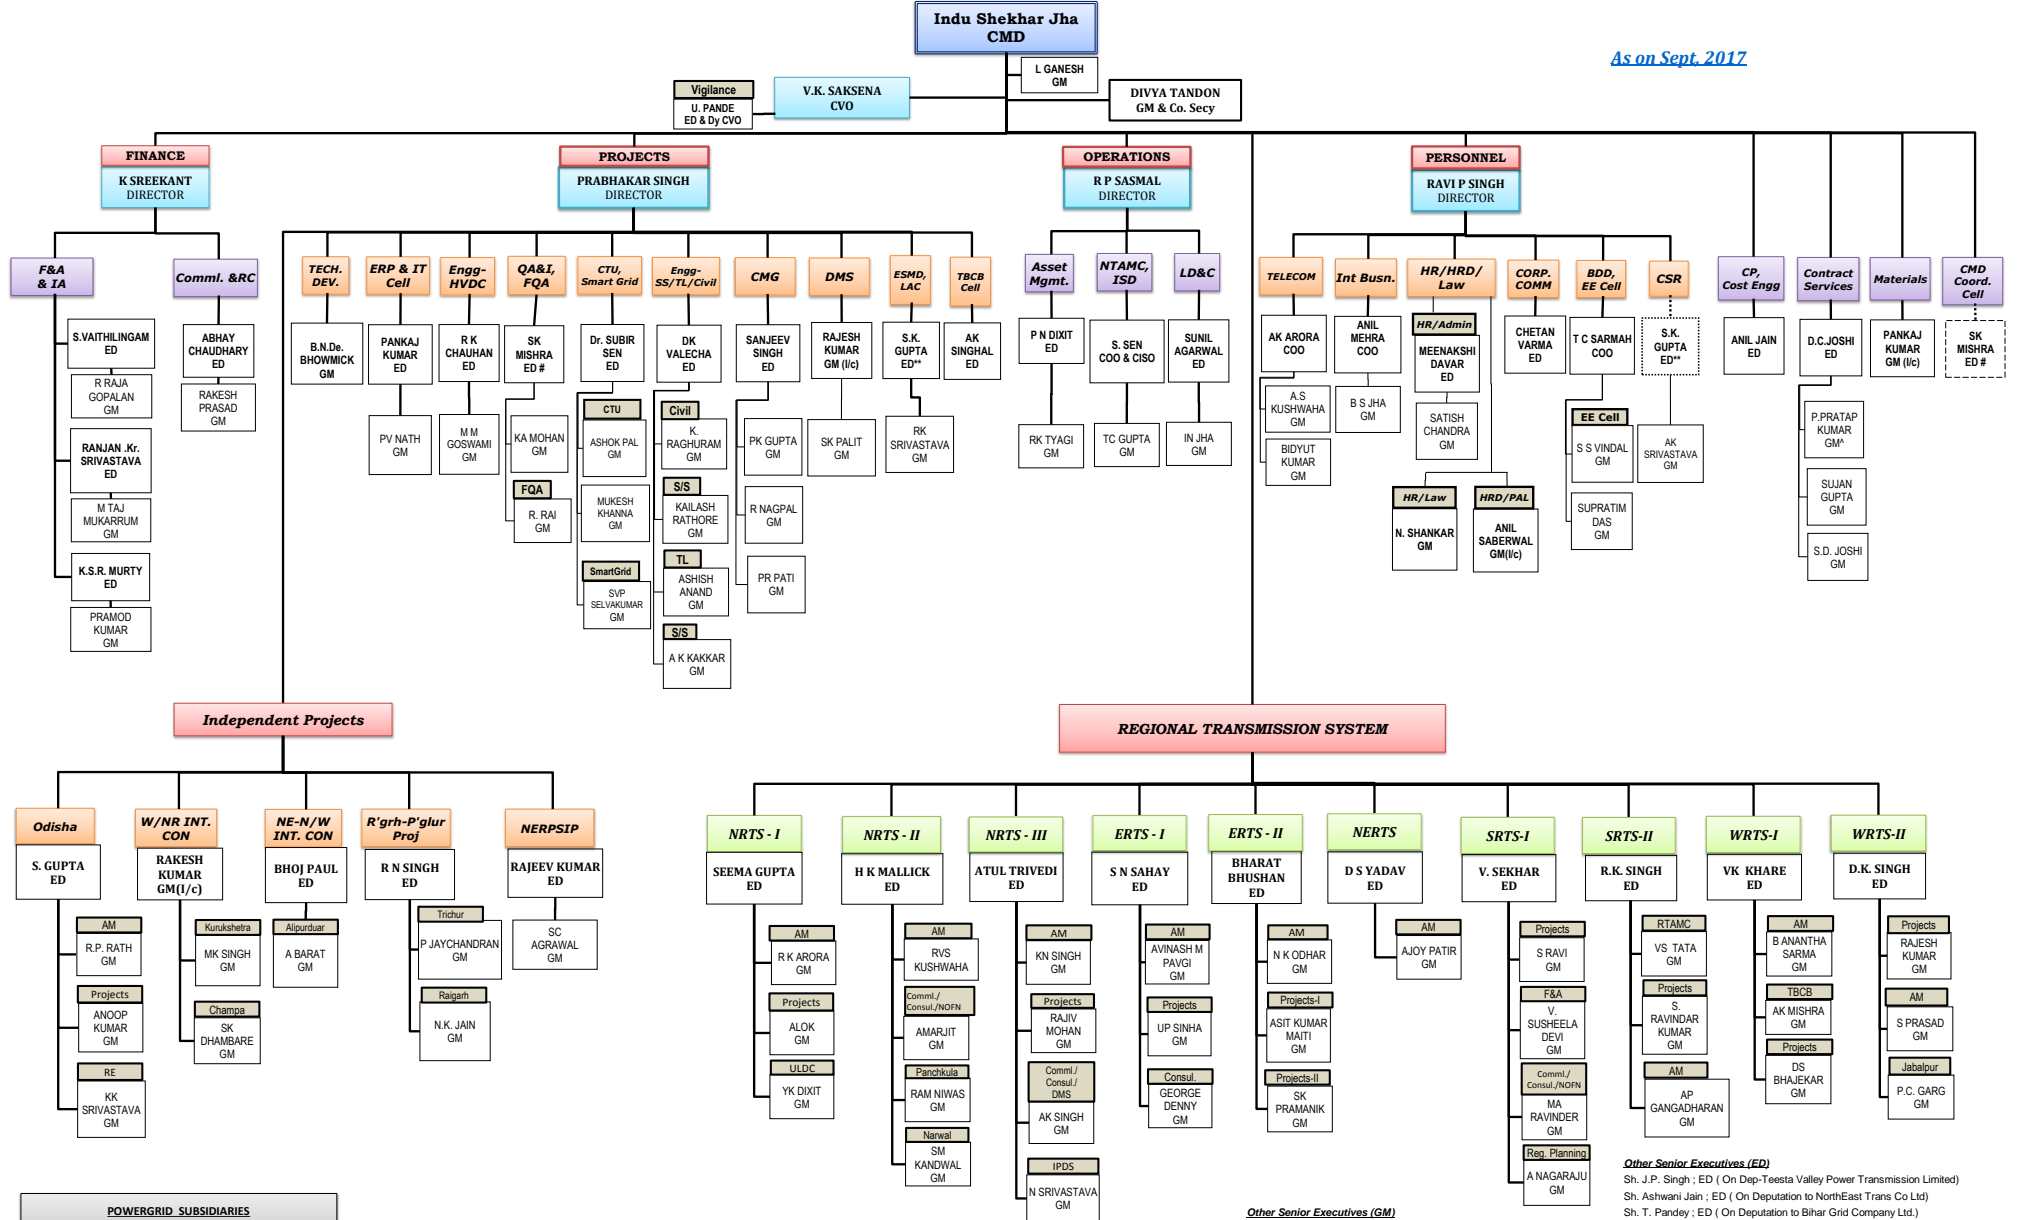 Indu Shekhar Jha
CMD
As on Sept, 2017
L GANESH
GM
Vigilance
U. PANDE
ED & Dy CVO
V.K. SAKSENA
CVO
DIVYA TANDON
GM & Co. Secy
FINANCE
K SREEKANT
DIRECTOR
PROJECTS
PRABHAKAR SINGH
DIRECTOR
OPERATIONS
R P SASMAL
DIRECTOR
PERSONNEL
RAVI P SINGH
DIRECTOR
F&A
& IA
S.VAITHILINGAM
ED
R RAJA
GOPALAN
GM
RANJAN .Kr.
SRIVASTAVA
ED
M TAJ
MUKARRUM
GM
K.S.R. MURTY
ED
PRAMOD
KUMAR
GM
Comml. &RC
ABHAY
CHAUDHARY
ED
RAKESH
PRASAD
GM
TECH.
DEV.
B.N.De.
BHOWMICK
GM
ERP & IT
Cell
PANKAJ
KUMAR
ED
PV NATH
GM
Engg-
HVDC
R K
CHAUHAN
ED
M M
GOSWAMI
GM
QA&I,
FQA
SK
MISHRA
ED #
KA MOHAN
GM
FQA
R. RAI
GM
CTU,
Smart Grid
Dr. SUBIR
SEN
ED
CTU
ASHOK PAL
GM
MUKESH
KHANNA
GM
SmartGrid
SVP
SELVAKUMAR
GM
Engg-
SS/TL/Civil
DK
VALECHA
ED
Civil
K.
RAGHURAM
GM
S/S
KAILASH
RATHORE
GM
TL
ASHISH
ANAND
GM
S/S
A K KAKKAR
GM
CMG
SANJEEV
SINGH
ED
PK GUPTA
GM
R NAGPAL
GM
PR PATI
GM
DMS
RAJESH
KUMAR
GM (I/c)
SK PALIT
GM
ESMD,
LAC
S.K.
GUPTA
ED**
RK
SRIVASTAVA
GM
TBCB
Cell
AK
SINGHAL
ED
Asset
Mgmt.
P N DIXIT
ED
RK TYAGI
GM
NTAMC,
ISD
S. SEN
COO & CISO
TC GUPTA
GM
LD&C
SUNIL
AGARWAL
ED
IN JHA
GM
TELECOM
AK ARORA
COO
A.S
KUSHWAHA
GM
BIDYUT
KUMAR
GM
Int Busn.
ANIL
MEHRA
COO
B S JHA
GM
HR/HRD/
Law
HR/Admin
MEENAKSHI
DAVAR
ED
SATISH
CHANDRA
GM
HR/Law
N. SHANKAR
GM
HRD/PAL
ANIL
SABERWAL
GM(I/c)
CORP.
COMM
CHETAN
VARMA
ED
BDD,
EE Cell
T C SARMAH
COO
EE Cell
S S VINDAL
GM
SUPRATIM
DAS
GM
CSR
S.K.
GUPTA
ED**
AK
SRIVASTAVA
GM
CP,
Cost Engg
ANIL JAIN
ED
Contract
Services
D.C.JOSHI
ED
P.PRATAP
KUMAR
GM^
SUJAN
GUPTA
GM
S.D. JOSHI
GM
Materials
PANKAJ
KUMAR
GM (I/c)
CMD
Coord.
Cell
SK
MISHRA
ED #
Independent Projects
Odisha
S. GUPTA
ED
AM
R.P. RATH
GM
Projects
ANOOP
KUMAR
GM
RE
KK
SRIVASTAVA
GM
W/NR INT.
CON
RAKESH
KUMAR
GM(I/c)
Kurukshetra
MK SINGH
GM
Champa
SK
DHAMBARE
GM
NE-N/W
INT. CON
BHOJ PAUL
ED
Alipurduar
A BARAT
GM
R'grh-P'glur
Proj
R N SINGH
ED
Trichur
P JAYCHANDRAN
GM
Raigarh
N.K. JAIN
GM
NERPSIP
RAJEEV KUMAR
ED
SC
AGRAWAL
GM
REGIONAL TRANSMISSION SYSTEM
NRTS - I
SEEMA GUPTA
ED
AM
R K ARORA
GM
Projects
ALOK
GM
ULDC
YK DIXIT
GM
NRTS - II
H K MALLICK
ED
AM
RVS
KUSHWAHA
Comml./
Consul./NOFN
AMARJIT
GM
Panchkula
RAM NIWAS
GM
Narwal
SM
KANDWAL
GM
NRTS - III
ATUL TRIVEDI
ED
AM
KN SINGH
GM
Projects
RAJIV
MOHAN
GM
Comml./
Consul./
DMS
AK SINGH
GM
IPDS
N SRIVASTAVA
GM
ERTS - I
S N SAHAY
ED
AM
AVINASH M
PAVGI
GM
Projects
UP SINHA
GM
Consul.
GEORGE
DENNY
GM
ERTS - II
BHARAT
BHUSHAN
ED
AM
N K ODHAR
GM
Projects-I
ASIT KUMAR
MAITI
GM
Projects-II
SK
PRAMANIK
GM
NERTS
D S YADAV
ED
AM
AJOY PATIR
GM
SRTS-I
V. SEKHAR
ED
Projects
S RAVI
GM
F&A
V.
SUSHEELA
DEVI
GM
Comml./
Consul./NOFN
MA
RAVINDER
GM
Reg. Planning
A NAGARAJU
GM
SRTS-II
R.K. SINGH
ED
RTAMC
VS TATA
GM
Projects
S.
RAVINDAR
KUMAR
GM
AM
AP
GANGADHARAN
GM
WRTS-I
VK KHARE
ED
AM
B ANANTHA
SARMA
GM
TBCB
AK MISHRA
GM
Projects
DS
BHAJEKAR
GM
WRTS-II
D.K. SINGH
ED
Projects
RAJESH
KUMAR
GM
AM
S PRASAD
GM
Jabalpur
P.C. GARG
GM
POWERGRID SUBSIDIARIES
Other Senior Executives (GM)
Other Senior Executives (ED)
Sh. J.P. Singh ; ED ( On Dep-Teesta Valley Power Transmission Limited)
Sh. Ashwani Jain ; ED ( On Deputation to NorthEast Trans Co Ltd)
Sh. T. Pandey ; ED ( On Deputation to Bihar Grid Company Ltd.)